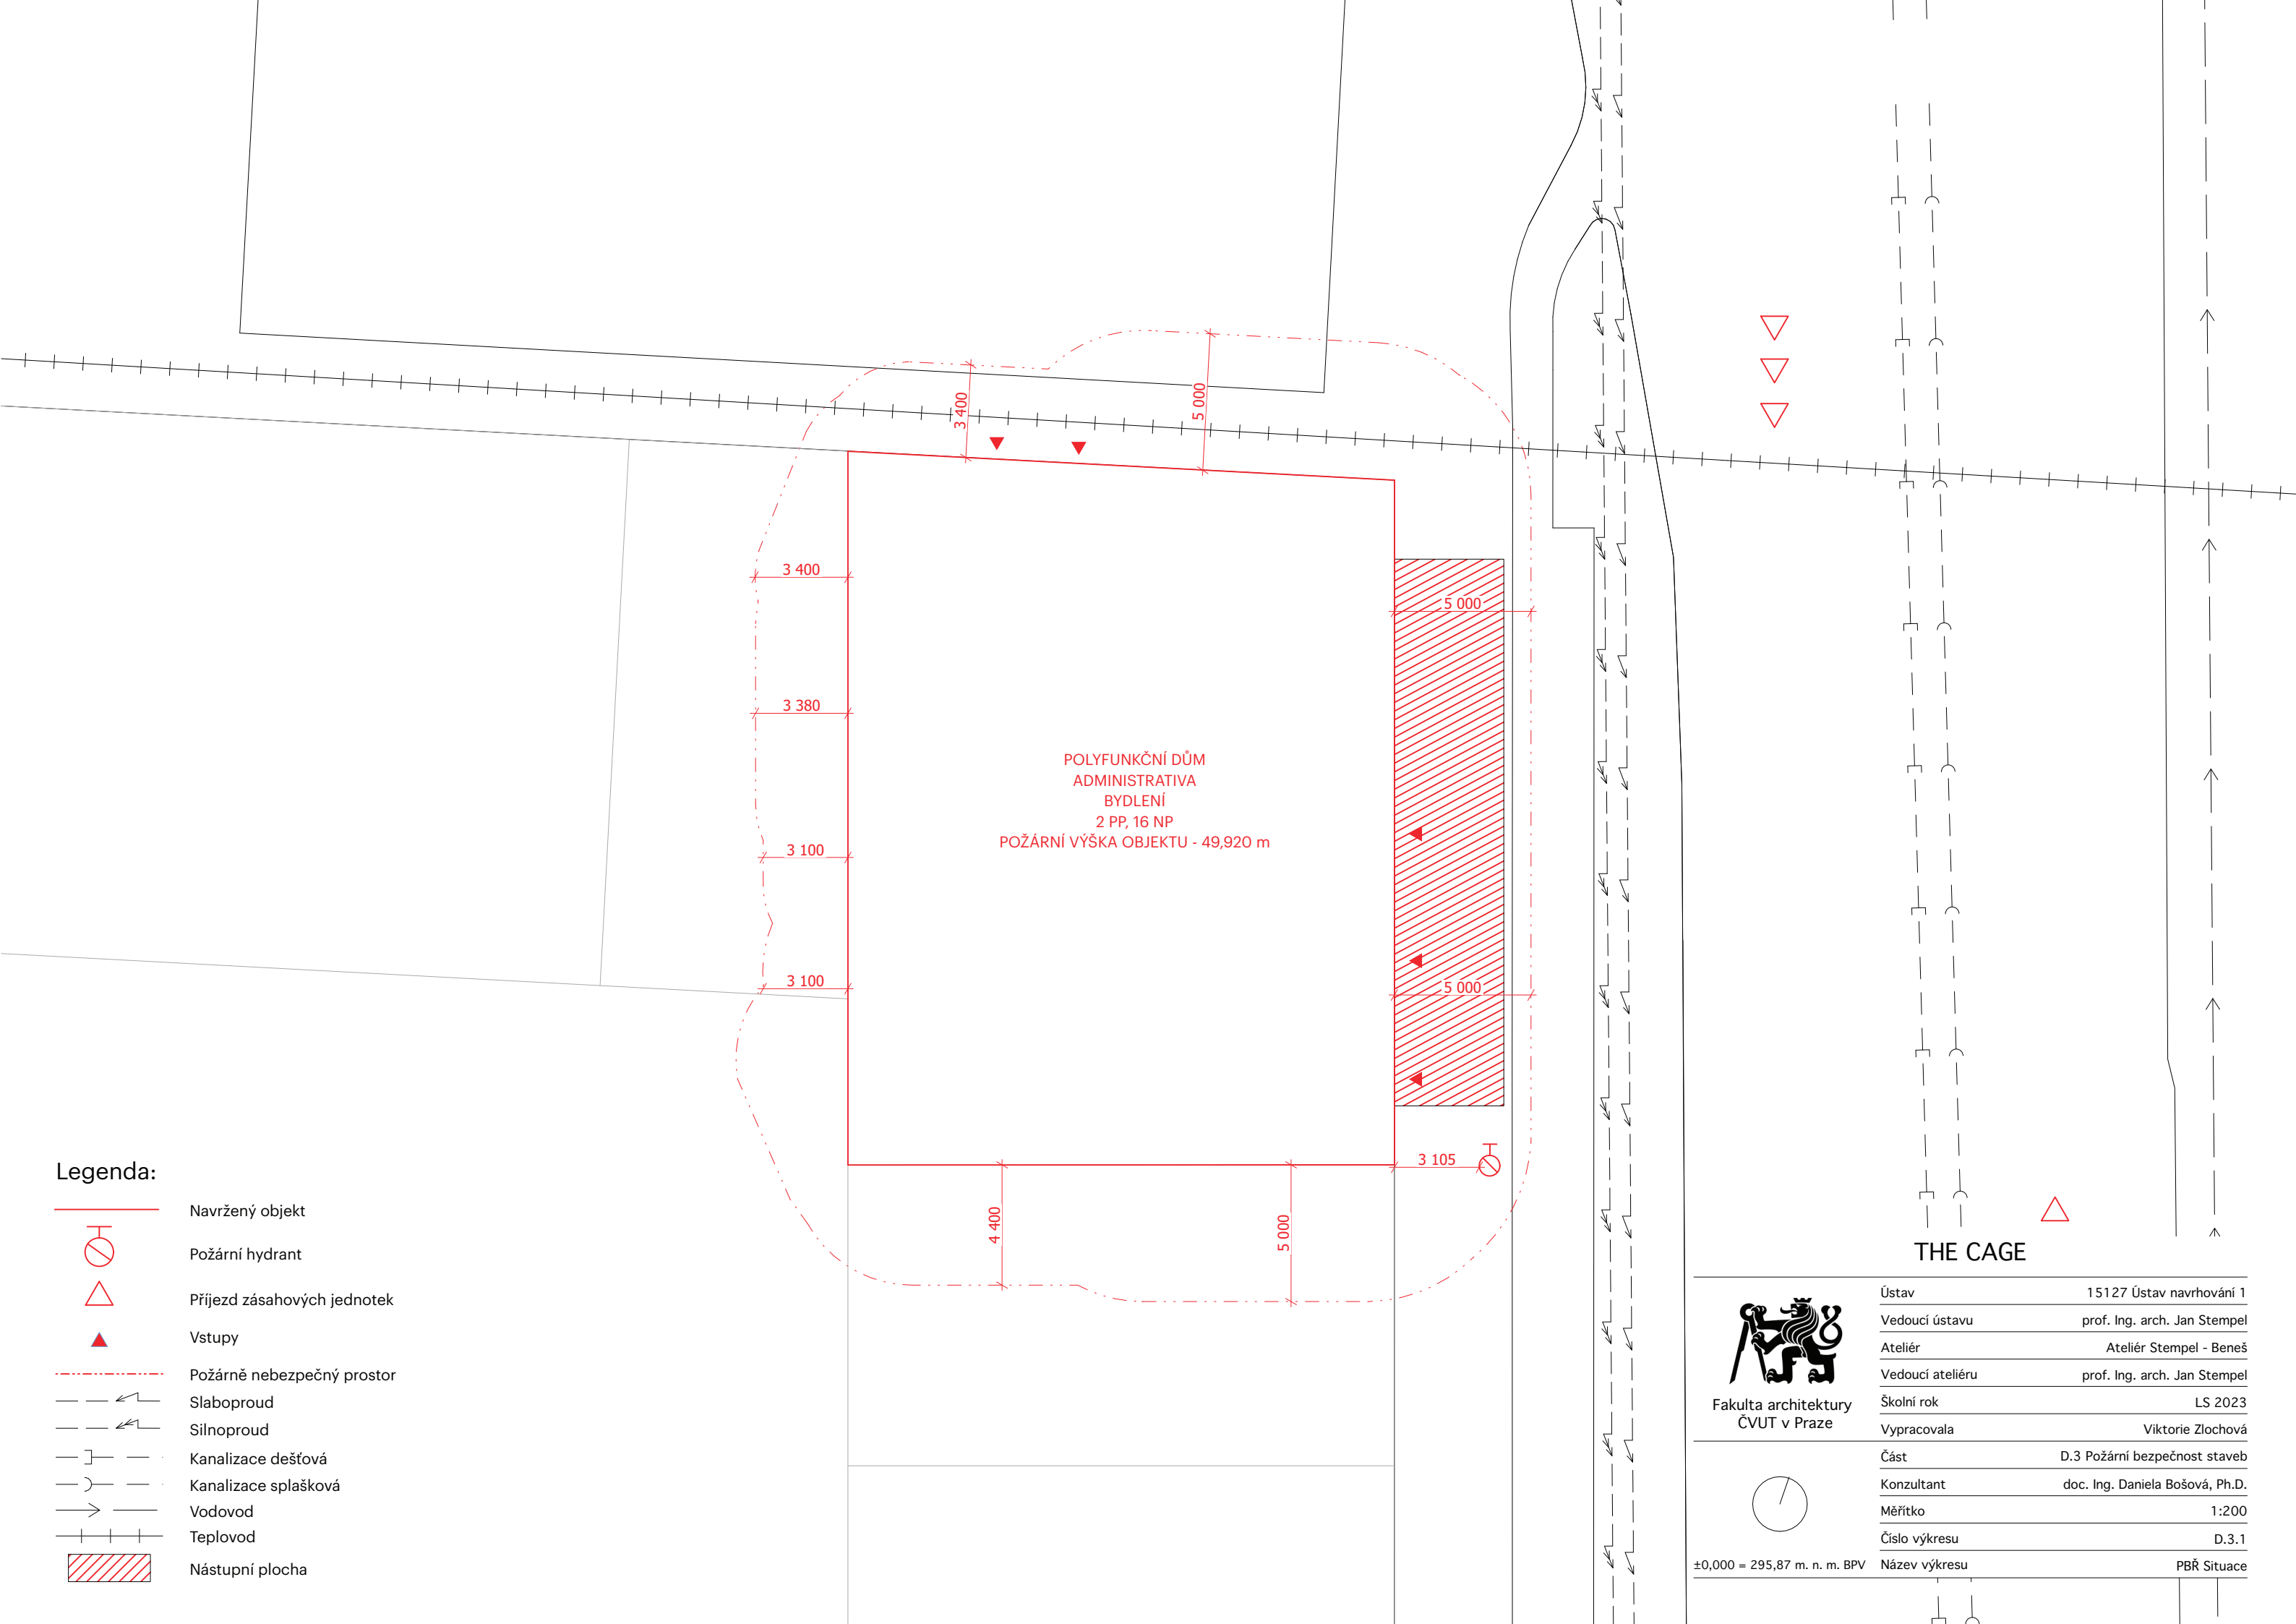 3 400
5 000
3 400
5 000
3 380
POLYFUNKČNÍ DŮM
ADMINISTRATIVA
BYDLENÍ
2 PP, 16 NP
POŽÁRNÍ VÝŠKA OBJEKTU - 49,920 m
3 100
3 100
5 000
3 105
4 400
5 000
Legenda:
Navržený objekt
Požární hydrant
Příjezd zásahových jednotek
Vstupy
Požárně nebezpečný prostor
Slaboproud
Silnoproud
Kanalizace dešťová
Kanalizace splašková
Vodovod
Teplovod
Nástupní plocha
THE CAGE
Fakulta architektury
ČVUT v Praze
±0,000 = 295,87 m. n. m. BPV
Ústav 15127 Ústav navrhování 1
Vedoucí ústavu prof. Ing. arch. Jan Stempel
Ateliér Ateliér Stempel - Beneš
Vedoucí ateliéru prof. Ing. arch. Jan Stempel
Školní rok LS 2023
Vypracovala Viktorie Zlochová
Část D.3 Požární bezpečnost staveb
Konzultant doc. Ing. Daniela Bošová, Ph.D.
Měřítko 1:200
Číslo výkresu D.3.1
Název výkresu PBŘ Situace